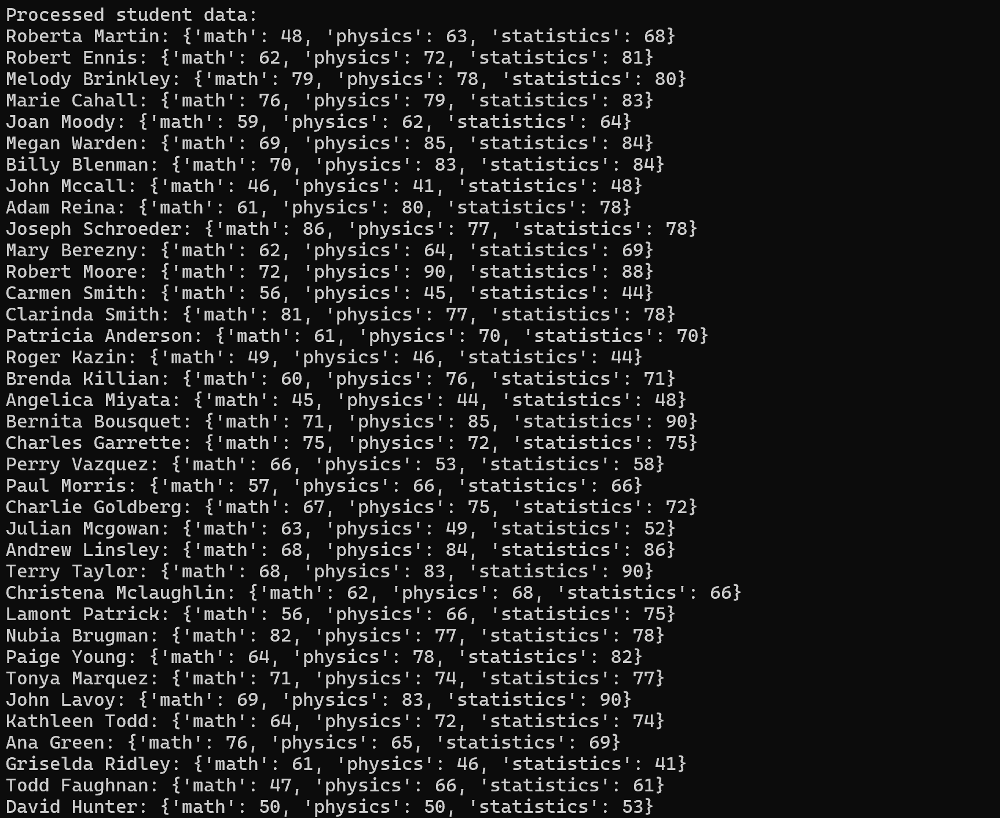 Processed student data:
Roberta Martin: {'math': 48, 'physics': 63, 'statistics': 68}
Robert Ennis: {'math': 62, 'physics': 72, 'statistics': 81}
Melody Brinkley: {'math': 79, 'physics': 78, 'statistics': 80}
Marie Cahall: {'math': 76, 'physics': 79, 'statistics': 83}
Joan Moody: {'math': 59, 'physics': 62, 'statistics': 64}
Megan Warden: {'math': 69, 'physics': 85, 'statistics': 84}
Billy Blenman: {'math': 70, 'physics': 83, 'statistics': 84}
John Mccall: {'math': 46, 'physics': 41, 'statistics': 48}
Adam Reina: {'math': 61, 'physics': 80, 'statistics': 78}
Joseph Schroeder: {'math': 86, 'physics': 77, 'statistics': 78}
Mary Berezny: {'math': 62, 'physics': 64, 'statistics': 69}
Robert Moore: {'math': 72, 'physics': 90, 'statistics': 88}
Carmen Smith: {'math': 56, 'physics': 45, 'statistics': 44}
Clarinda Smith: {'math': 81, 'physics': 77, 'statistics': 78}
Patricia Anderson: {'math': 61, 'physics': 70, 'statistics': 70}
Roger Kazin: {'math': 49, 'physics': 46, 'statistics': 44}
Brenda Killian: {'math': 60, 'physics': 76, 'statistics': 71}
Angelica Miyata: {'math': 45, 'physics': 44, 'statistics': 48}
Bernita Bousquet: {'math': 71, 'physics': 85, 'statistics': 90}
Charles Garrette: {'math': 75, 'physics': 72, 'statistics': 75}
Perry Vazquez: {'math': 66, 'physics': 53, 'statistics': 58}
Paul Morris: {'math': 57, 'physics': 66, 'statistics': 66}
Charlie Goldberg: {'math': 67, 'physics': 75, 'statistics': 72}
Julian Mcgowan: {'math': 63, 'physics': 49, 'statistics': 52}
Andrew Linsley: {'math': 68, 'physics': 84, 'statistics': 86}
Terry Taylor: {'math': 68, 'physics': 83, 'statistics': 90}
Christena Mclaughlin: {'math': 62, 'physics': 68, 'statistics': 66}
Lamont Patrick: {'math': 56, 'physics': 66, 'statistics': 75}
Nubia Brugman: {'math': 82, 'physics': 77, 'statistics': 78}
Paige Young: {'math': 64, 'physics': 78, 'statistics': 82}
Tonya Marquez: {'math': 71, 'physics': 74, 'statistics': 77}
John Lavoy: {'math': 69, 'physics': 83, 'statistics': 90}
Kathleen Todd: {'math': 64, 'physics': 72, 'statistics': 74}
Ana Green: {'math': 76, 'physics': 65, 'statistics': 69}
Griselda Ridley: {'math': 61, 'physics': 46, 'statistics': 41}
Todd Faughnan: {'math': 47, 'physics': 66, 'statistics': 61}
David Hunter: {'math': 50, 'physics': 50, 'statistics': 53}